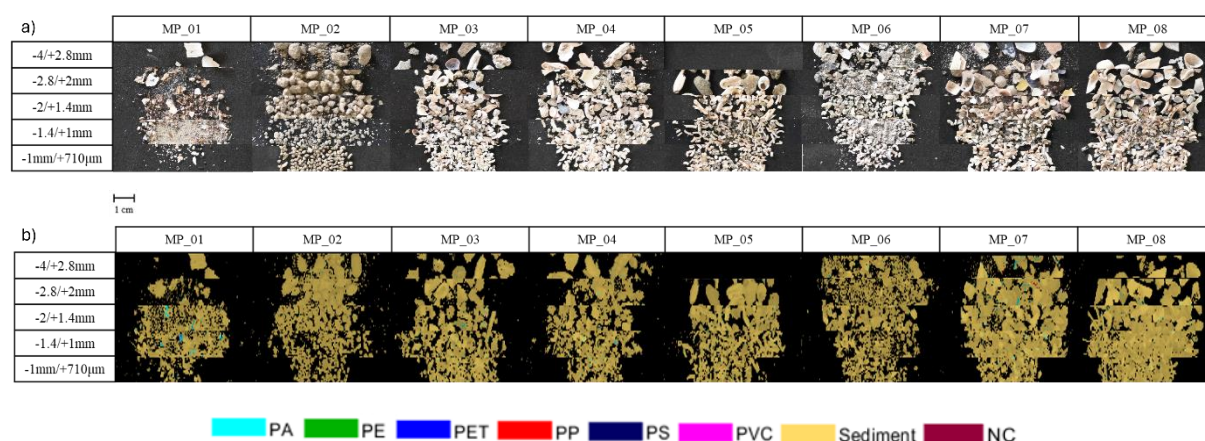 a) MP_01 MP_02 MP_03 MP_04 MP_05 MP_06 MP_07 MP_08
-4/+2.8mm
-2.8/+2mm
-2/+1.4mm
-1.4/+1mm
-1mm/+710μm
1 cm
b) MP_01 MP_02 MP_03 MP_04 MP_05 MP_06 MP_07 MP_08
-4/+2.8mm
-2.8/+2mm
-2/+1.4mm
-1.4/+1mm
-1mm/+710μm
PA PE PET PP PS PVC Sediment NC